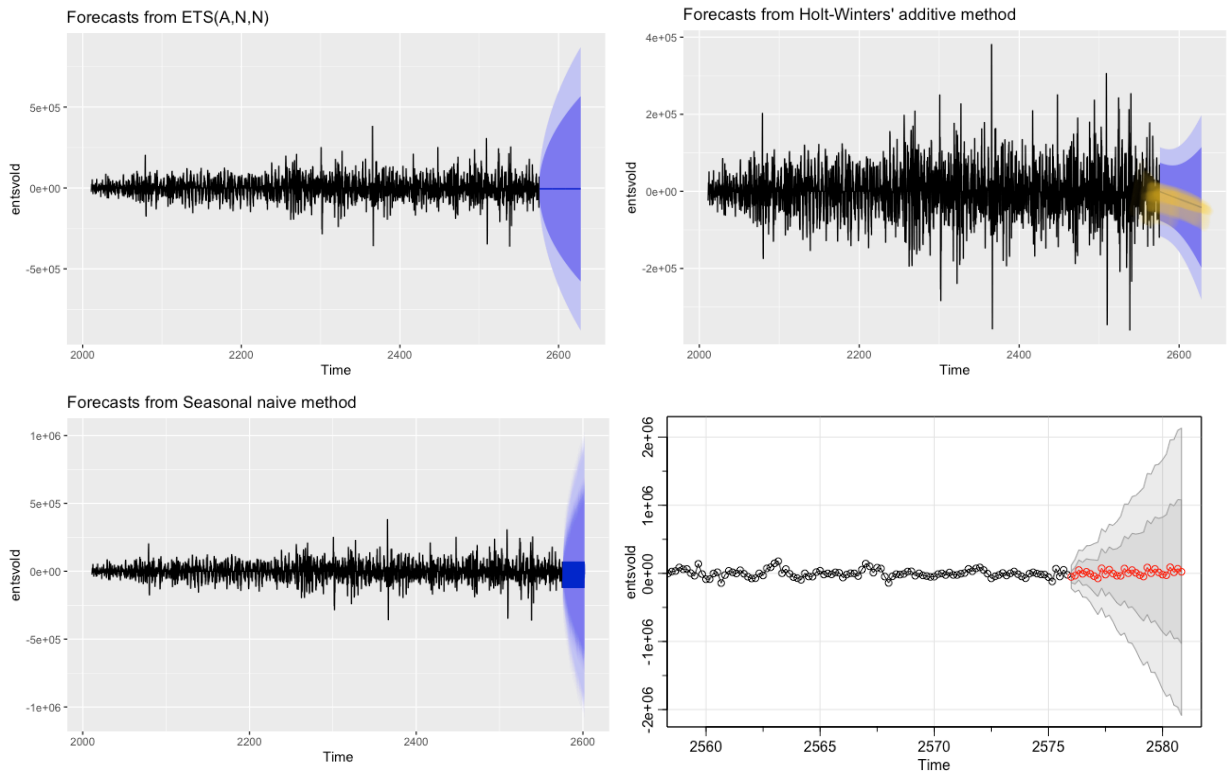 Forecasts from ETS(A,N,N)
5e+05
0e+00
-5e+05
entsvold
2000
2200
2400
2600
Time
Forecasts from Holt-Winters' additive method
4e+05
2e+05
0e+00
-2e+05
entsvold
2000
2200
2400
2600
Time
Forecasts from Seasonal naive method
1e+06
5e+05
0e+00
-5e+05
-1e+06
entsvold
2000
2200
2400
2600
Time
2e+06
1e+06
0e+00
-1e+06
-2e+06
entsvold
2560
2565
2570
2575
2580
Time